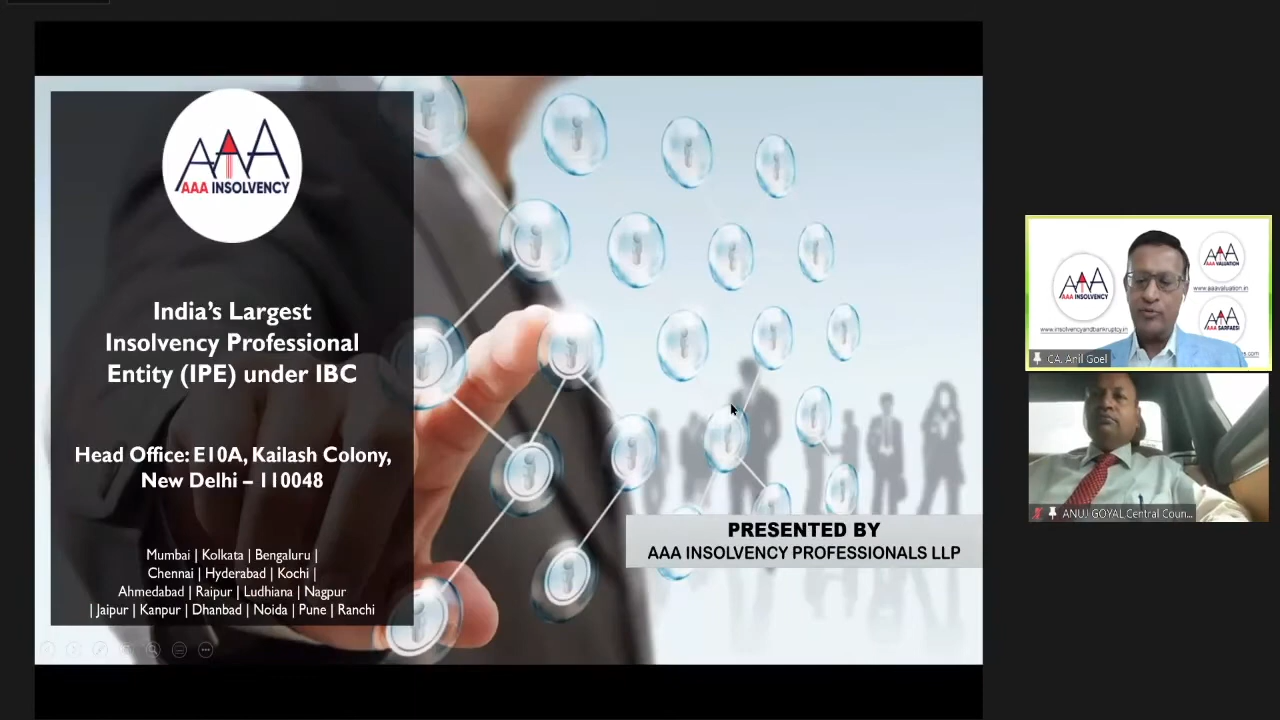 AAA INSOLVENCY
India's Largest
Insolvency Professional
Entity (IPE) under IBC
Head Office: E10A, Kailash Colony,
New Delhi – 110048
Mumbai | Kolkata | Bengaluru |
Chennai | Hyderabad | Kochi |
Ahmedabad | Raipur | Ludhiana | Nagpur
| Jaipur | Kanpur | Dhanbad | Noida | Pune | Ranchi
PRESENTED BY
AAA INSOLVENCY PROFESSIONALS LLP
AAA INSOLVENCY
www.insolvencyandbankruptcy.in
AAA VALUATION
www.aaavaluation.in
AAA SARFAESI
es.com
CA. Anil Goel
ANUJ GOYAL Central Coun...